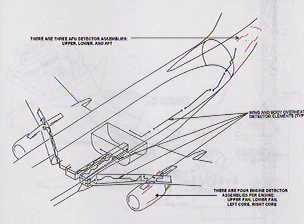 THERE ARE THREE APU DETECTOR ASSEMBLIES:
UPPER, LOWER, AND AFT
WING AND BODY OVERHEAT
DETECTOR ELEMENTS (TYP
THERE ARE FOUR ENGINE DETECTOR
ASSEMBLIES PER ENGINE:
UPPER FAN, LOWER FAN,
LEFT CORE, RIGHT CORE